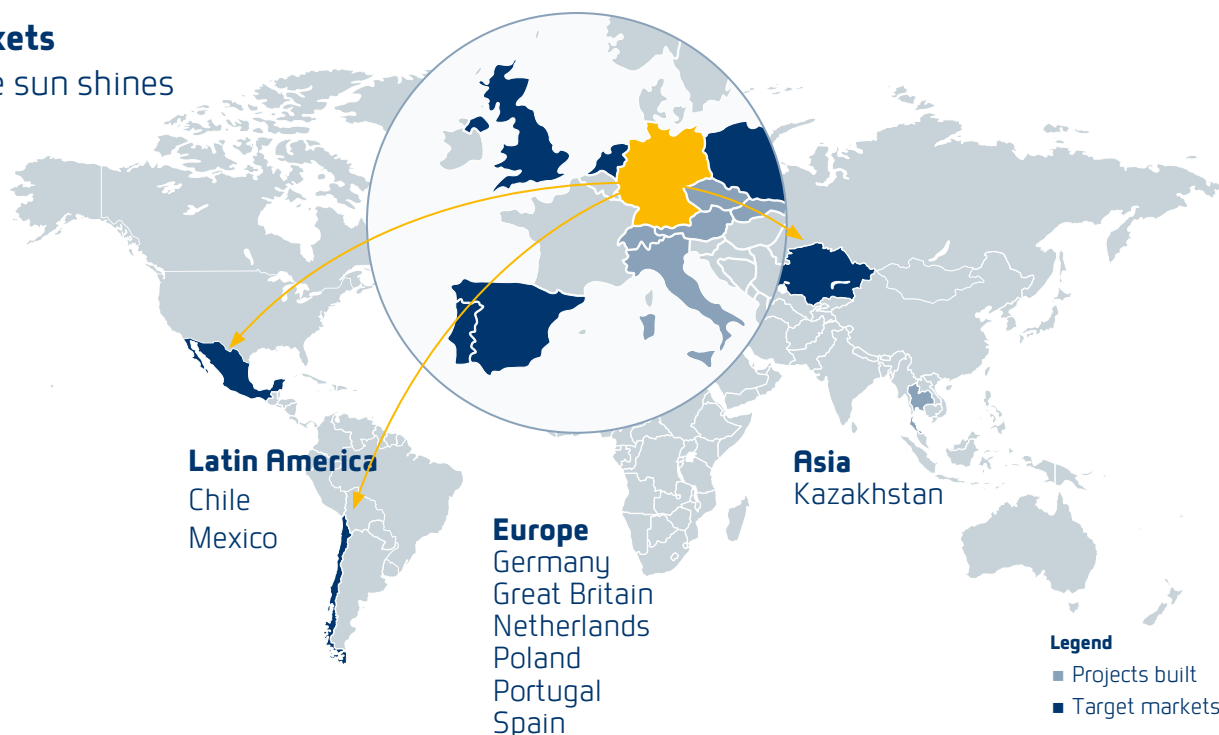 sun shines
Latin America
Chile
Mexico
Europe
Germany
Great Britain
Netherlands
Poland
Portugal
Spain
Asia
Kazakhstan
Legend
Projects built
Target markets